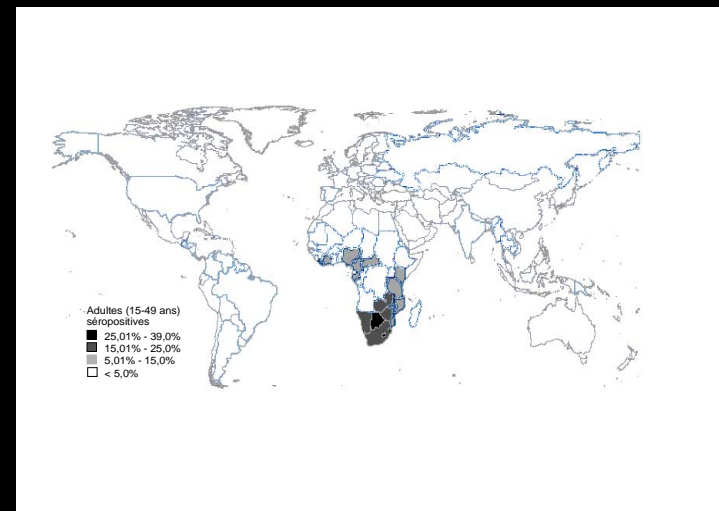 Adultes (15-49 ans)
séropositives
25,01% - 39,0%
15,01% - 25,0%
5,01% - 15,0%
< 5,0%